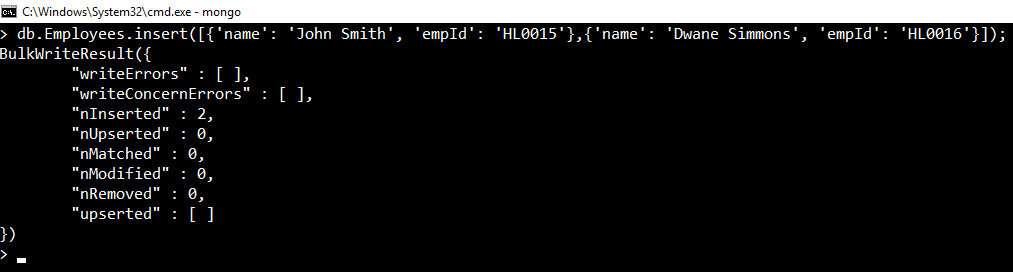 C:\Windows\System32\cmd.exe - mongo
> db.Employees.insert([{'name': 'John Smith', 'empId': 'HL0015'},{'name': 'Dwane Simmons', 'empId': 'HL0016'}]);
BulkWriteResult({
        "writeErrors" : [ ],
        "writeConcernErrors" : [ ],
        "nInserted" : 2,
        "nUpserted" : 0,
        "nMatched" : 0,
        "nModified" : 0,
        "nRemoved" : 0,
        "upserted" : [ ]
})
> _